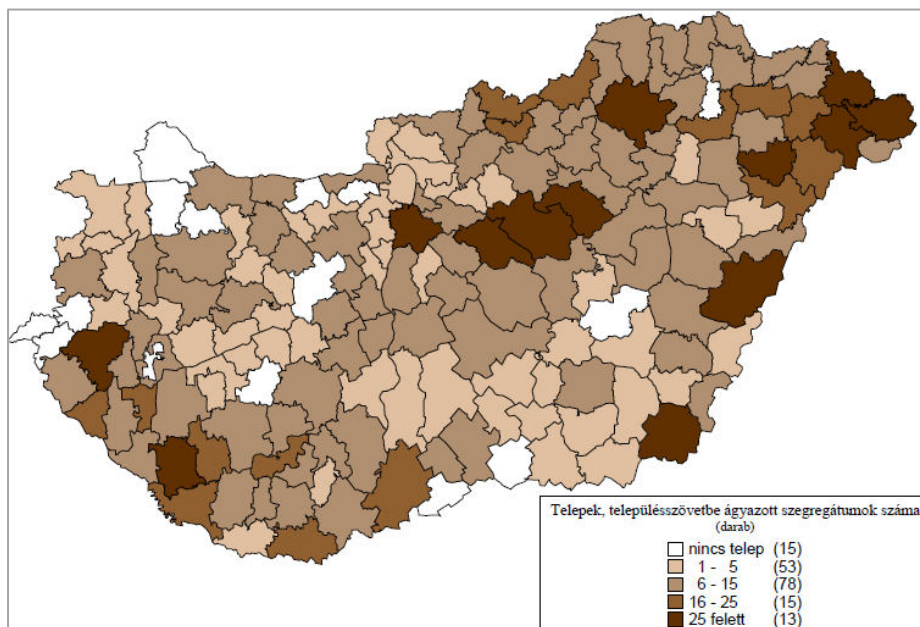 Telepek, településszövetbe ágyazott szegregátumok száma
(darab)
nincs telep (15)
1 - 5 (53)
6 - 15 (78)
16 - 25 (15)
25 felett (13)